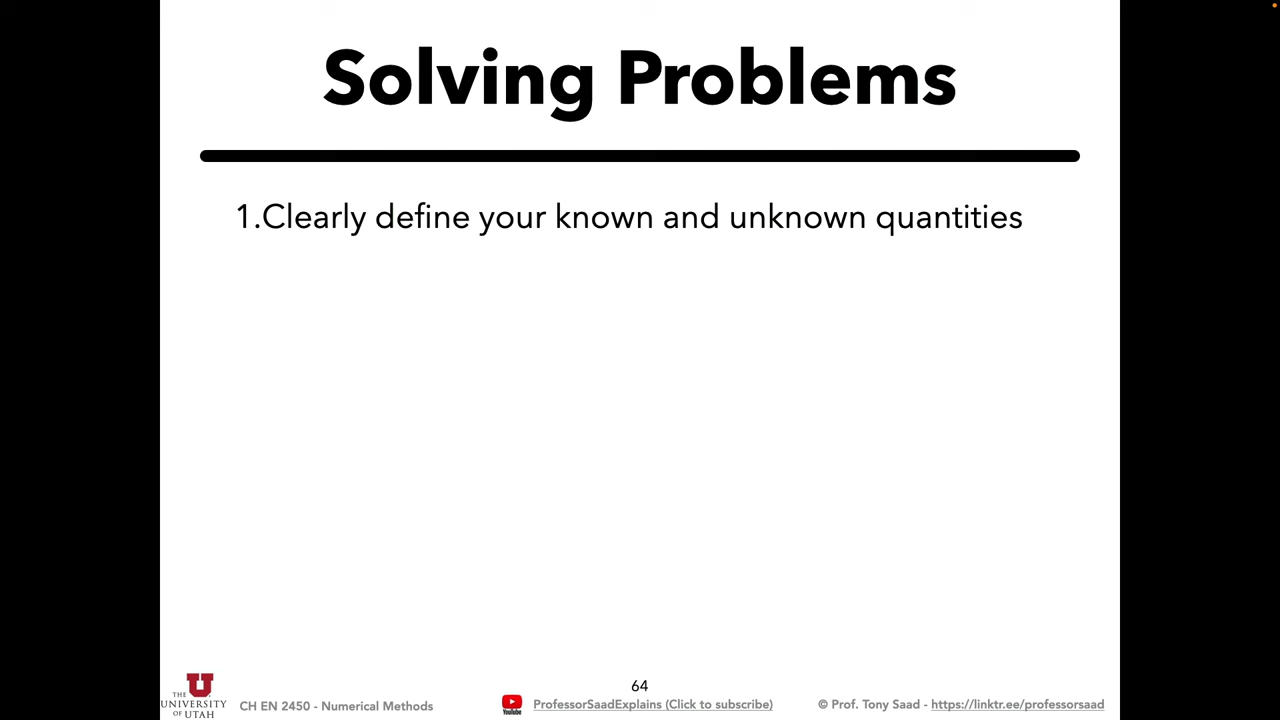 Solving Problems
1.Clearly define your known and unknown quantities
64
THE
UNIVERSITY
OF UTAH
CH EN 2450 - Numerical Methods
YouTube
ProfessorSaadExplains (Click to subscribe)
© Prof. Tony Saad - https://linktr.ee/professorsaad